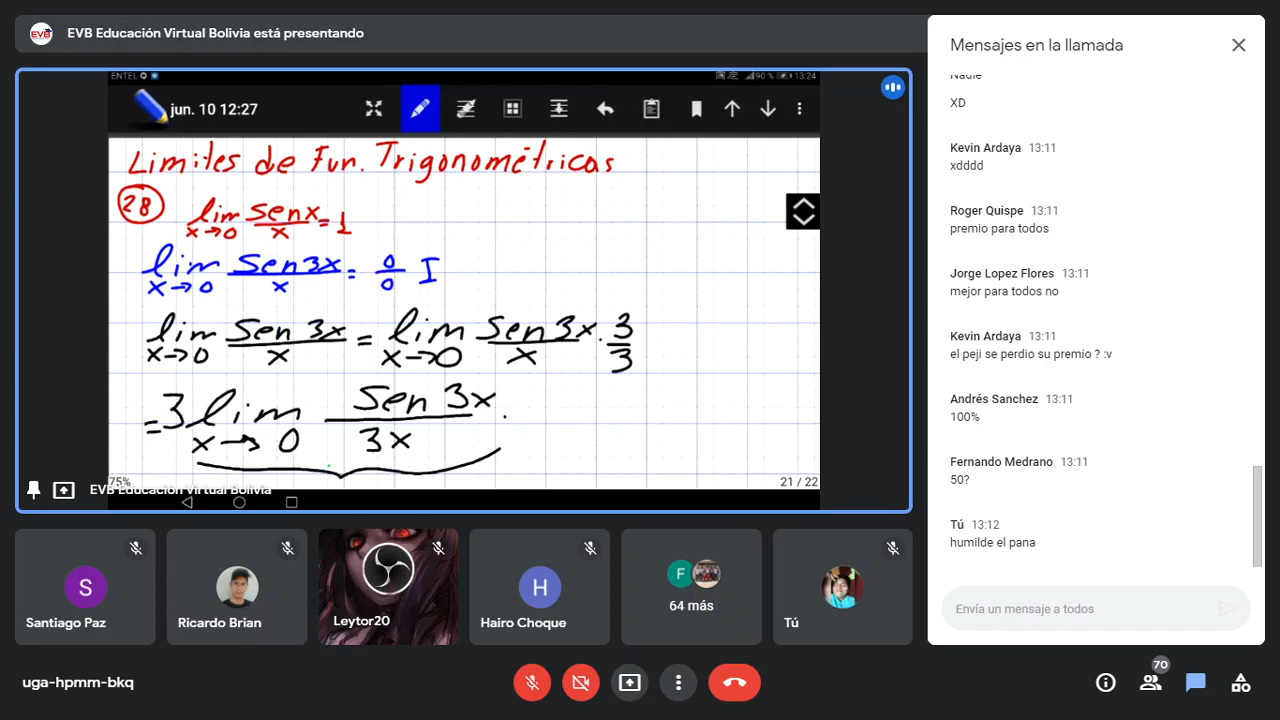 EVB Educación Virtual Bolivia está presentando
ENTEL
90 % 13:24
jun. 10 12:27
Limites de Fun. Trigonométricas
28 lim x→0 sen x / x = 1
lim x→0 sen 3x / x = 0/0 I
lim x→0 sen 3x / x = lim x→0 sen 3x / x · 3/3
= 3 lim x→0 sen 3x / 3x .
75%
21 / 22
EVB Educación Virtual Bolivia
S
Santiago Paz
Ricardo Brian
Leytor20
H
Hairo Choque
F
64 más
Tú
uga-hpmm-bkq
Mensajes en la llamada
Nadie
XD
Kevin Ardaya 13:11
xdddd
Roger Quispe 13:11
premio para todos
Jorge Lopez Flores 13:11
mejor para todos no
Kevin Ardaya 13:11
el peji se perdio su premio ? :v
Andrés Sanchez 13:11
100%
Fernando Medrano 13:11
50?
Tú 13:12
humilde el pana
Envía un mensaje a todos
70